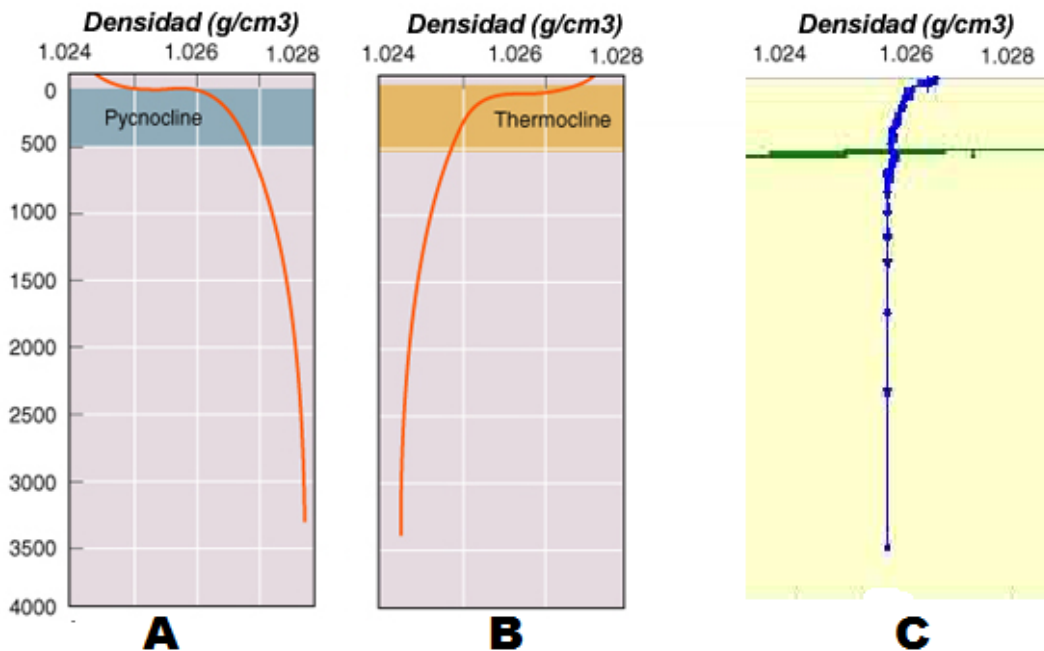 Densidad (g/cm3)
1.024 1.026 1.028
0
500
1000
1500
2000
2500
3000
3500
4000
Pycnocline
A
Densidad (g/cm3)
1.024 1.026 1.028
Thermocline
B
Densidad (g/cm3)
1.024 1.026 1.028
C